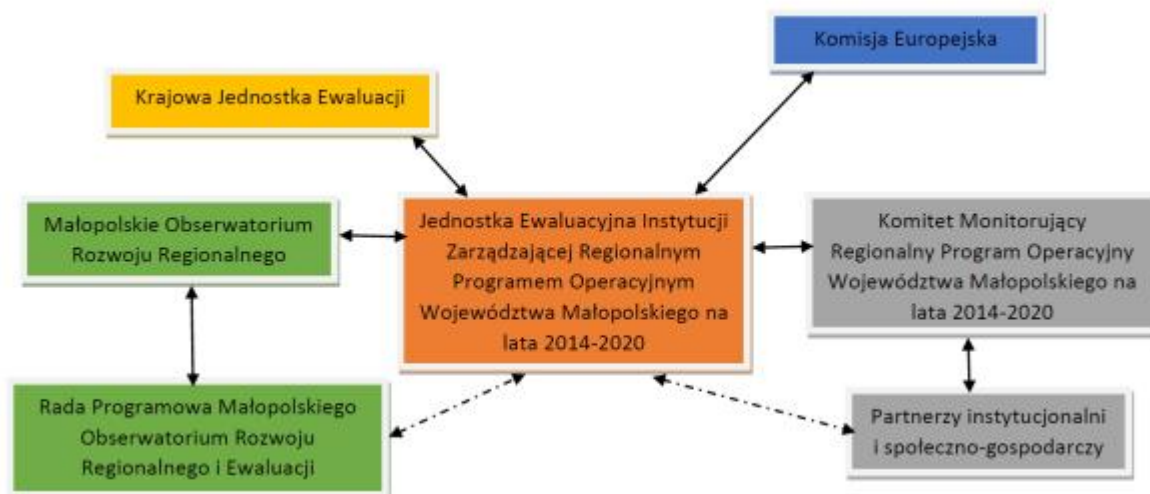 Komisja Europejska
Krajowa Jednostka Ewaluacji
Małopolskie Obserwatorium
Rozwoju Regionalnego
Jednostka Ewaluacyjna Instytucji
Zarządzającej Regionalnym
Programem Operacyjnym
Województwa Małopolskiego na
lata 2014-2020
Komitet Monitorujący
Regionalny Program Operacyjny
Województwa Małopolskiego na
lata 2014-2020
Rada Programowa Małopolskiego
Obserwatorium Rozwoju
Regionalnego i Ewaluacji
Partnerzy instytucjonalni
i społeczno-gospodarczy